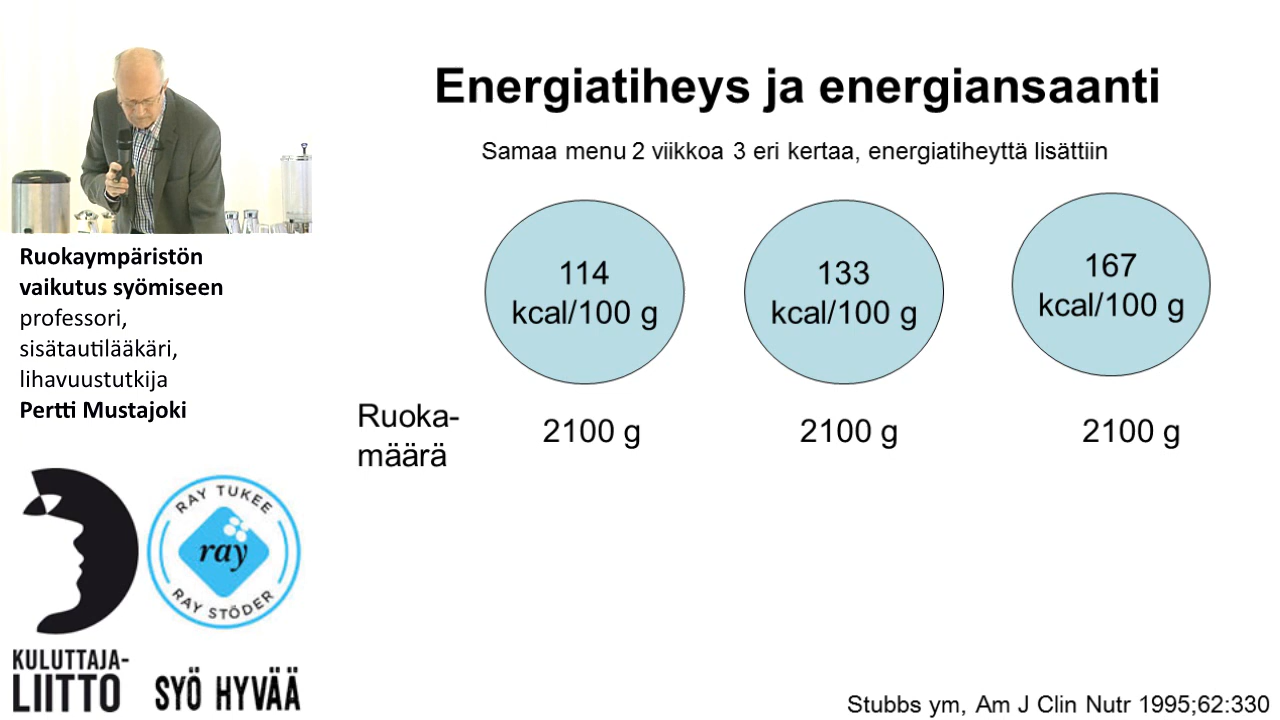 Energiatiheys ja energiansaanti
Samaa menu 2 viikkoa 3 eri kertaa, energiatiheyttä lisättiin
114
kcal/100 g
133
kcal/100 g
167
kcal/100 g
Ruoka-
määrä
2100 g
2100 g
2100 g
Stubbs ym, Am J Clin Nutr 1995;62:330
Ruokaympäristön
vaikutus syömiseen
professori,
sisätautilääkäri,
lihavuustutkija
Pertti Mustajoki
RAY TUKEE
ray
RAY STÖDER
KULUTTAJA-
LIITTO
SYÖ HYVÄÄ